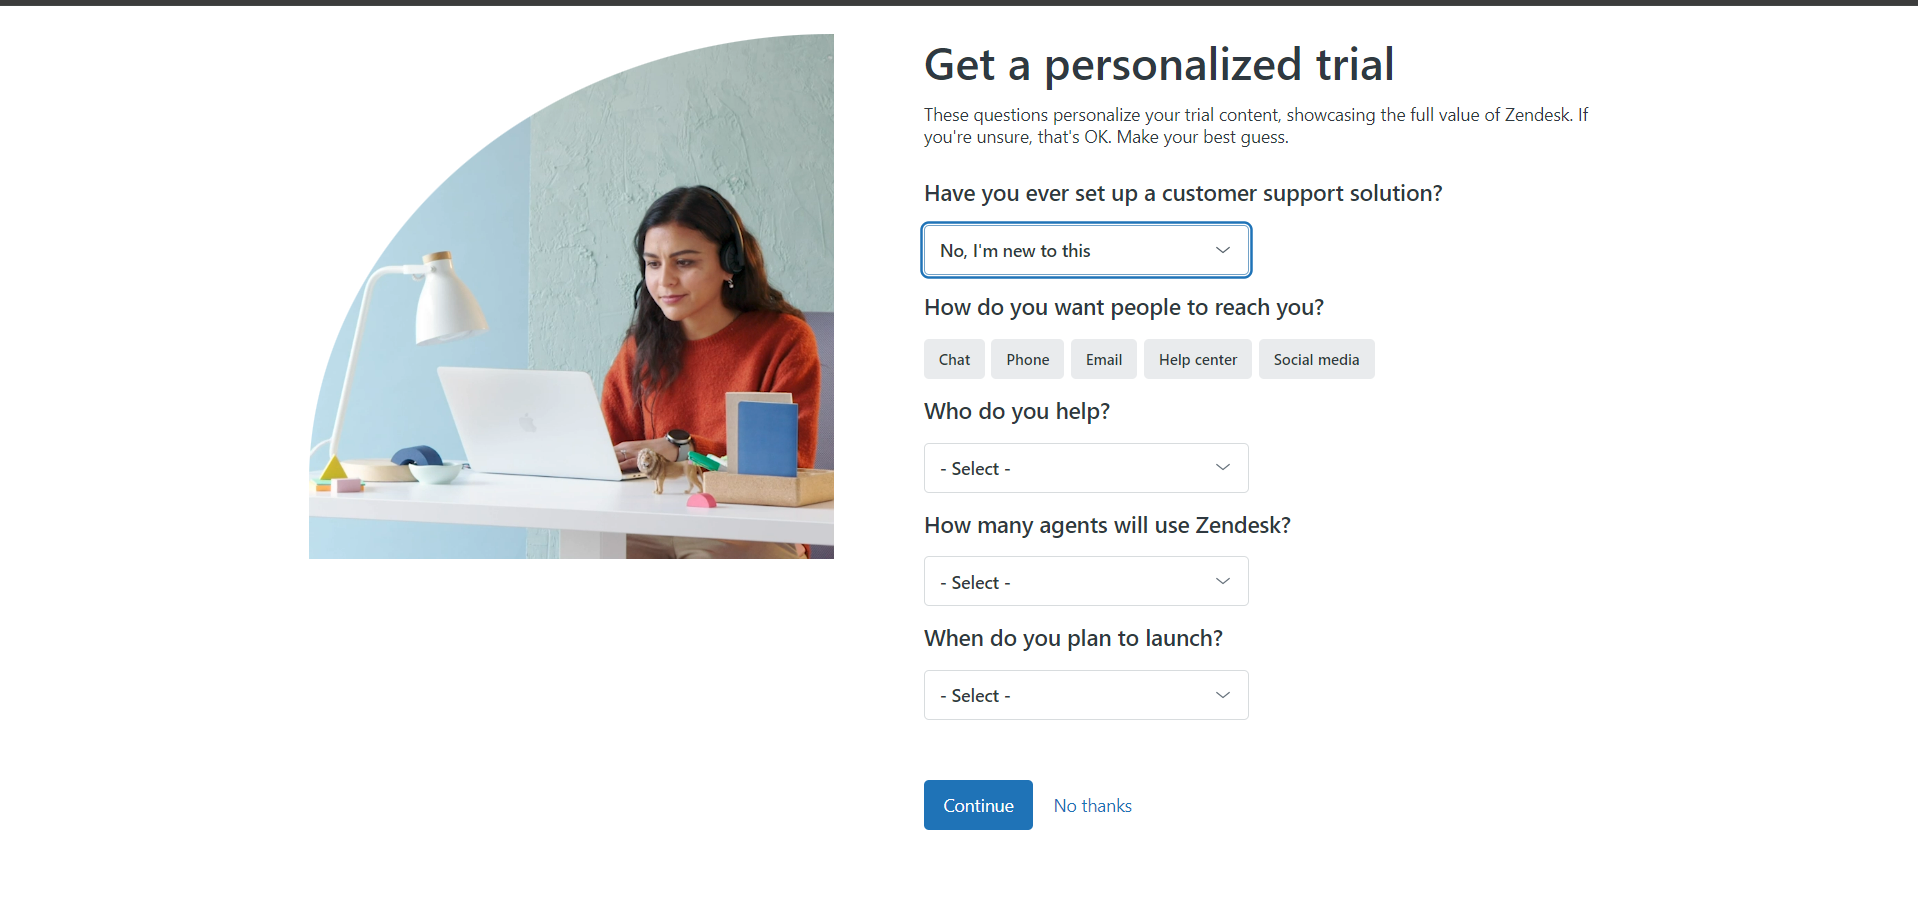 Get a personalized trial
These questions personalize your trial content, showcasing the full value of Zendesk. If
you're unsure, that's OK. Make your best guess.
Have you ever set up a customer support solution?
No, I'm new to this
How do you want people to reach you?
Chat Phone Email Help center Social media
Who do you help?
- Select -
How many agents will use Zendesk?
- Select -
When do you plan to launch?
- Select -
Continue No thanks